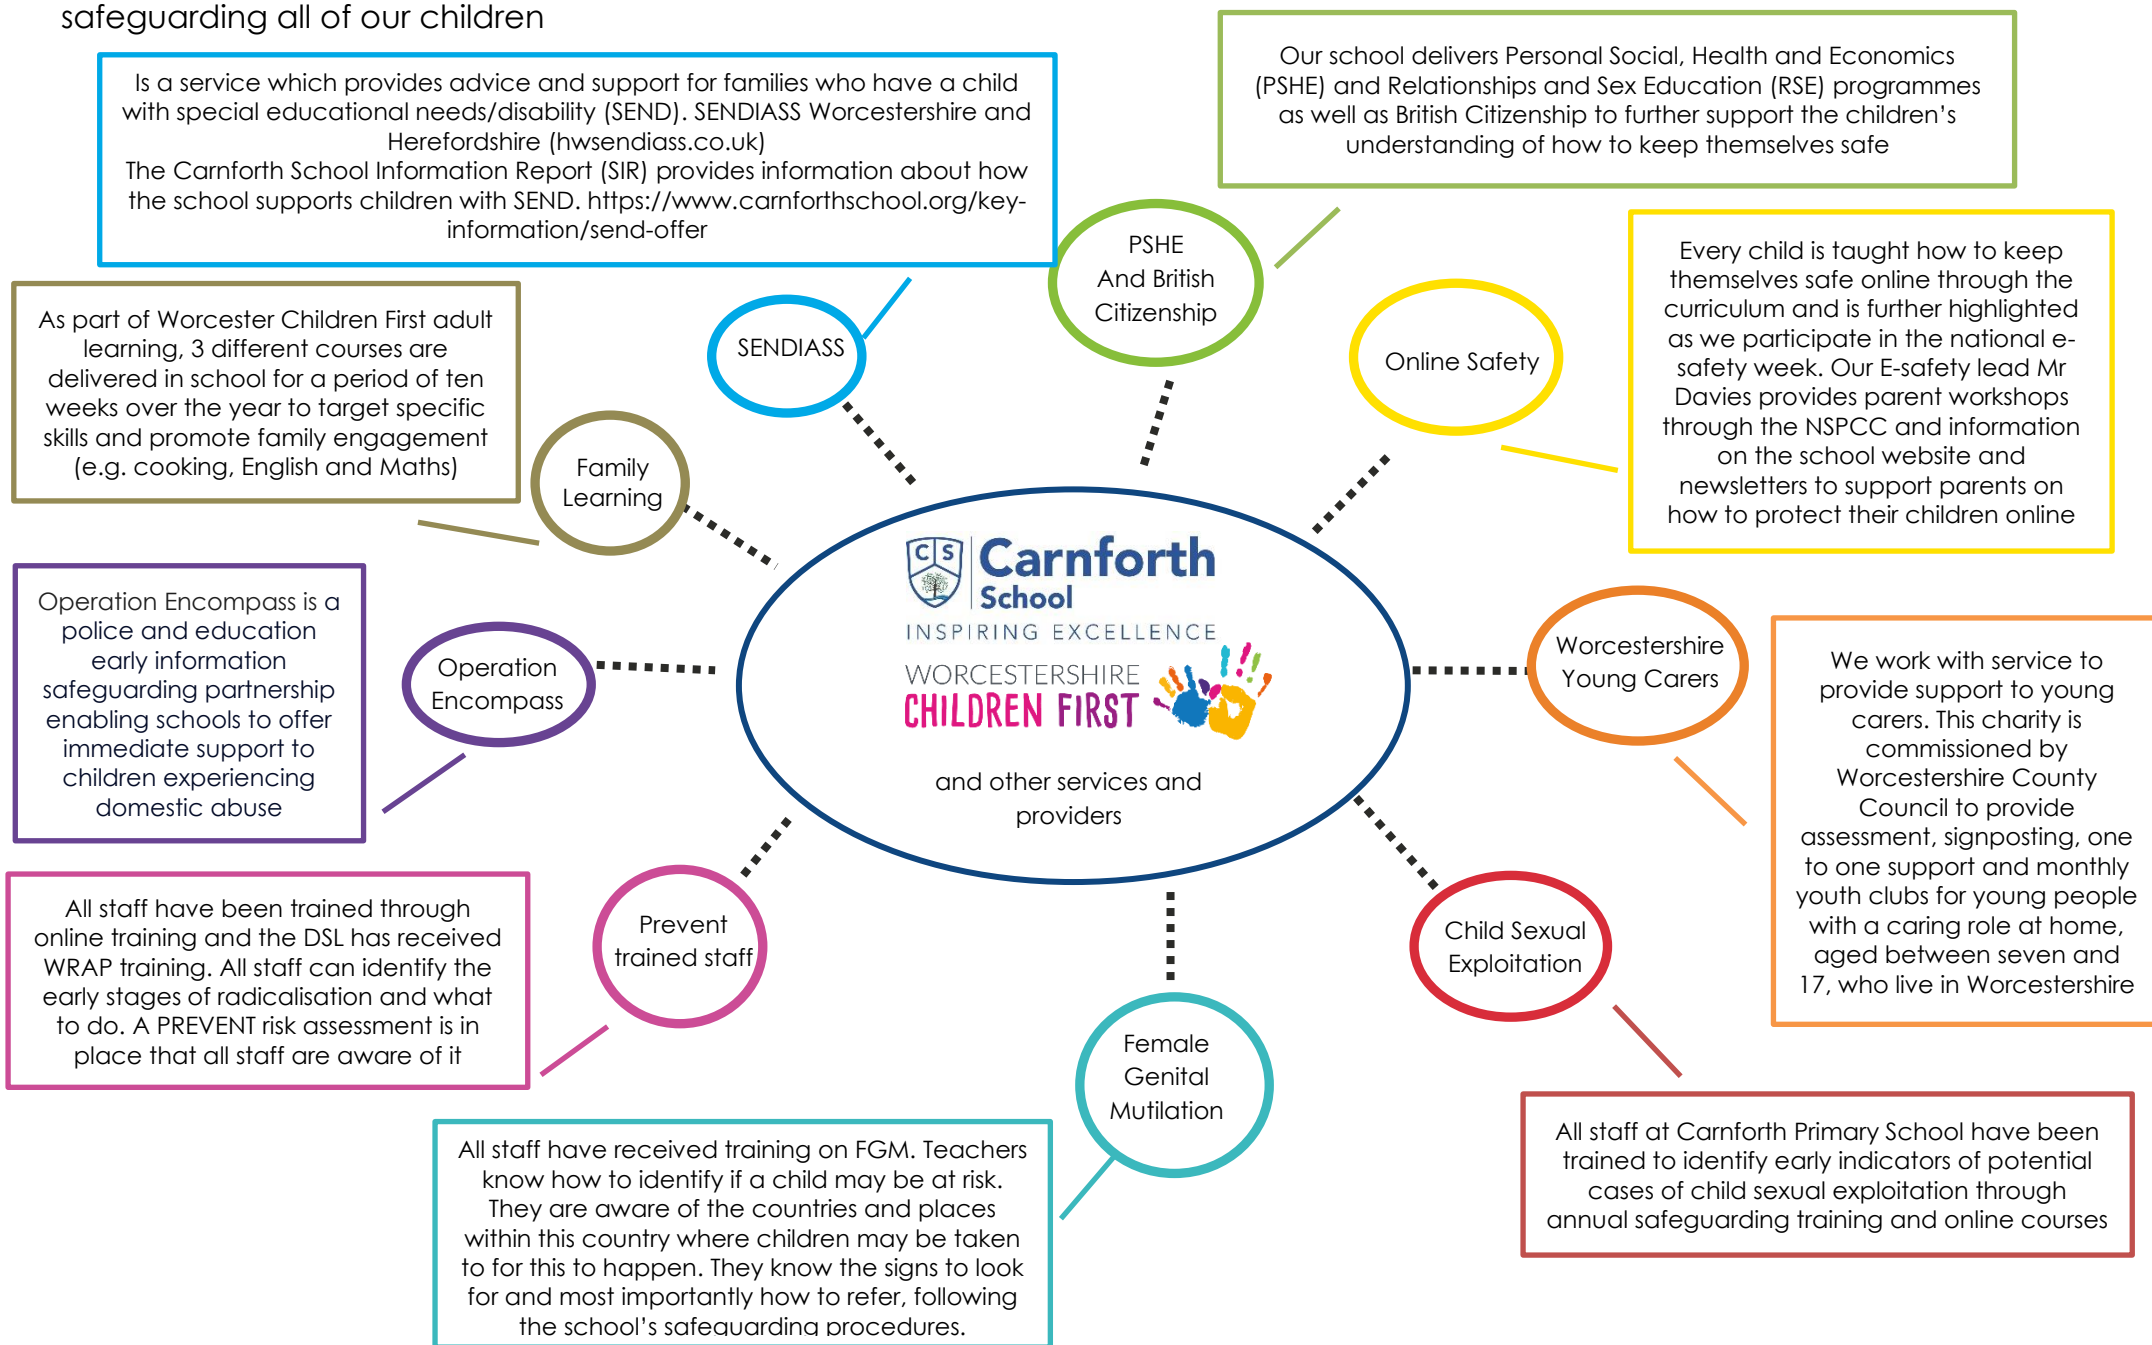 safeguarding all of our children
Is a service which provides advice and support for families who have a child
with special educational needs/disability (SEND). SENDIASS Worcestershire and
Herefordshire (hwsendiass.co.uk)
The Carnforth School Information Report (SIR) provides information about how
the school supports children with SEND. https://www.carnforthschool.org/key-
information/send-offer
Our school delivers Personal Social, Health and Economics
(PSHE) and Relationships and Sex Education (RSE) programmes
as well as British Citizenship to further support the children's
understanding of how to keep themselves safe
PSHE
And British
Citizenship
SENDIASS
Online Safety
Every child is taught how to keep
themselves safe online through the
curriculum and is further highlighted
as we participate in the national e-
safety week. Our E-safety lead Mr
Davies provides parent workshops
through the NSPCC and information
on the school website and
newsletters to support parents on
how to protect their children online
As part of Worcester Children First adult
learning, 3 different courses are
delivered in school for a period of ten
weeks over the year to target specific
skills and promote family engagement
(e.g. cooking, English and Maths)
Family
Learning
Operation Encompass is a
police and education
early information
safeguarding partnership
enabling schools to offer
immediate support to
children experiencing
domestic abuse
Operation
Encompass
C S
Carnforth
School
INSPIRING EXCELLENCE
WORCESTERSHIRE
CHILDREN FIRST
and other services and
providers
Worcestershire
Young Carers
We work with service to
provide support to young
carers. This charity is
commissioned by
Worcestershire County
Council to provide
assessment, signposting, one
to one support and monthly
youth clubs for young people
with a caring role at home,
aged between seven and
17, who live in Worcestershire
All staff have been trained through
online training and the DSL has received
WRAP training. All staff can identify the
early stages of radicalisation and what
to do. A PREVENT risk assessment is in
place that all staff are aware of it
Prevent
trained staff
Child Sexual
Exploitation
Female
Genital
Mutilation
All staff have received training on FGM. Teachers
know how to identify if a child may be at risk.
They are aware of the countries and places
within this country where children may be taken
to for this to happen. They know the signs to look
for and most importantly how to refer, following
the school's safeguarding procedures.
All staff at Carnforth Primary School have been
trained to identify early indicators of potential
cases of child sexual exploitation through
annual safeguarding training and online courses